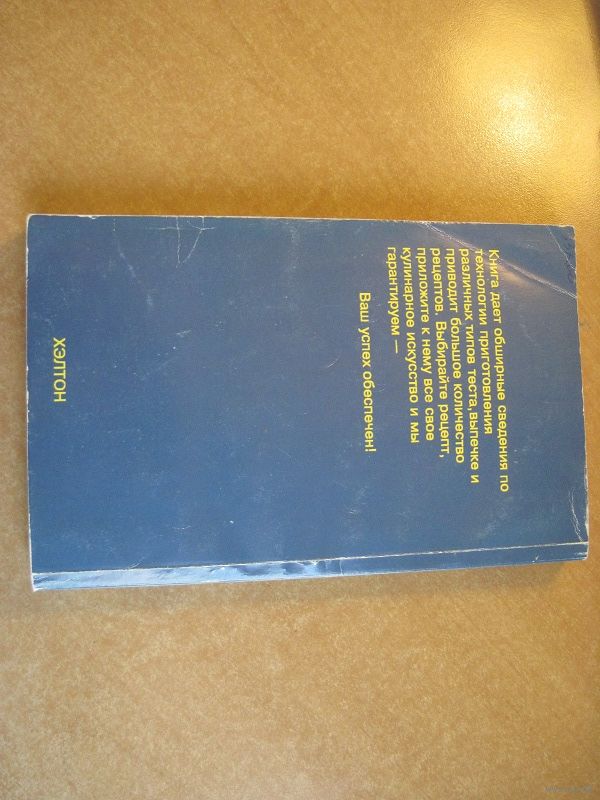 Книга дает обширные сведения по
технологии приготовления
различных типов теста, выпечке и
приводит большое количество
рецептов. Выбирайте рецепт,
приложите к нему все свое
кулинарное искусство и мы
гарантируем —
Ваш успех обеспечен!
ХЭЛТОН